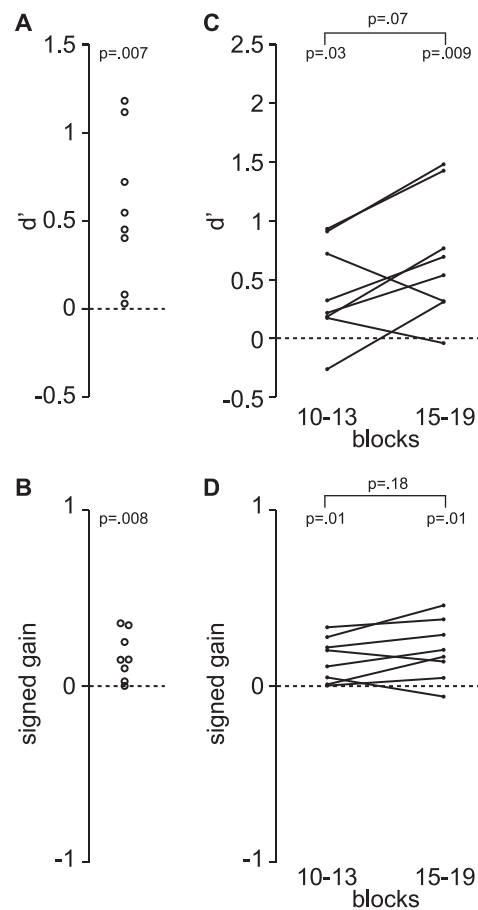 A
1.5
p=.007
1
0.5
0
-0.5
d'
C
p=.07
2.5
p=.03
p=.009
2
1.5
1
0.5
0
-0.5
d'
10-13
15-19
blocks
B
1
p=.008
0
-1
signed gain
D
p=.18
1
p=.01
p=.01
0
-1
signed gain
10-13
15-19
blocks